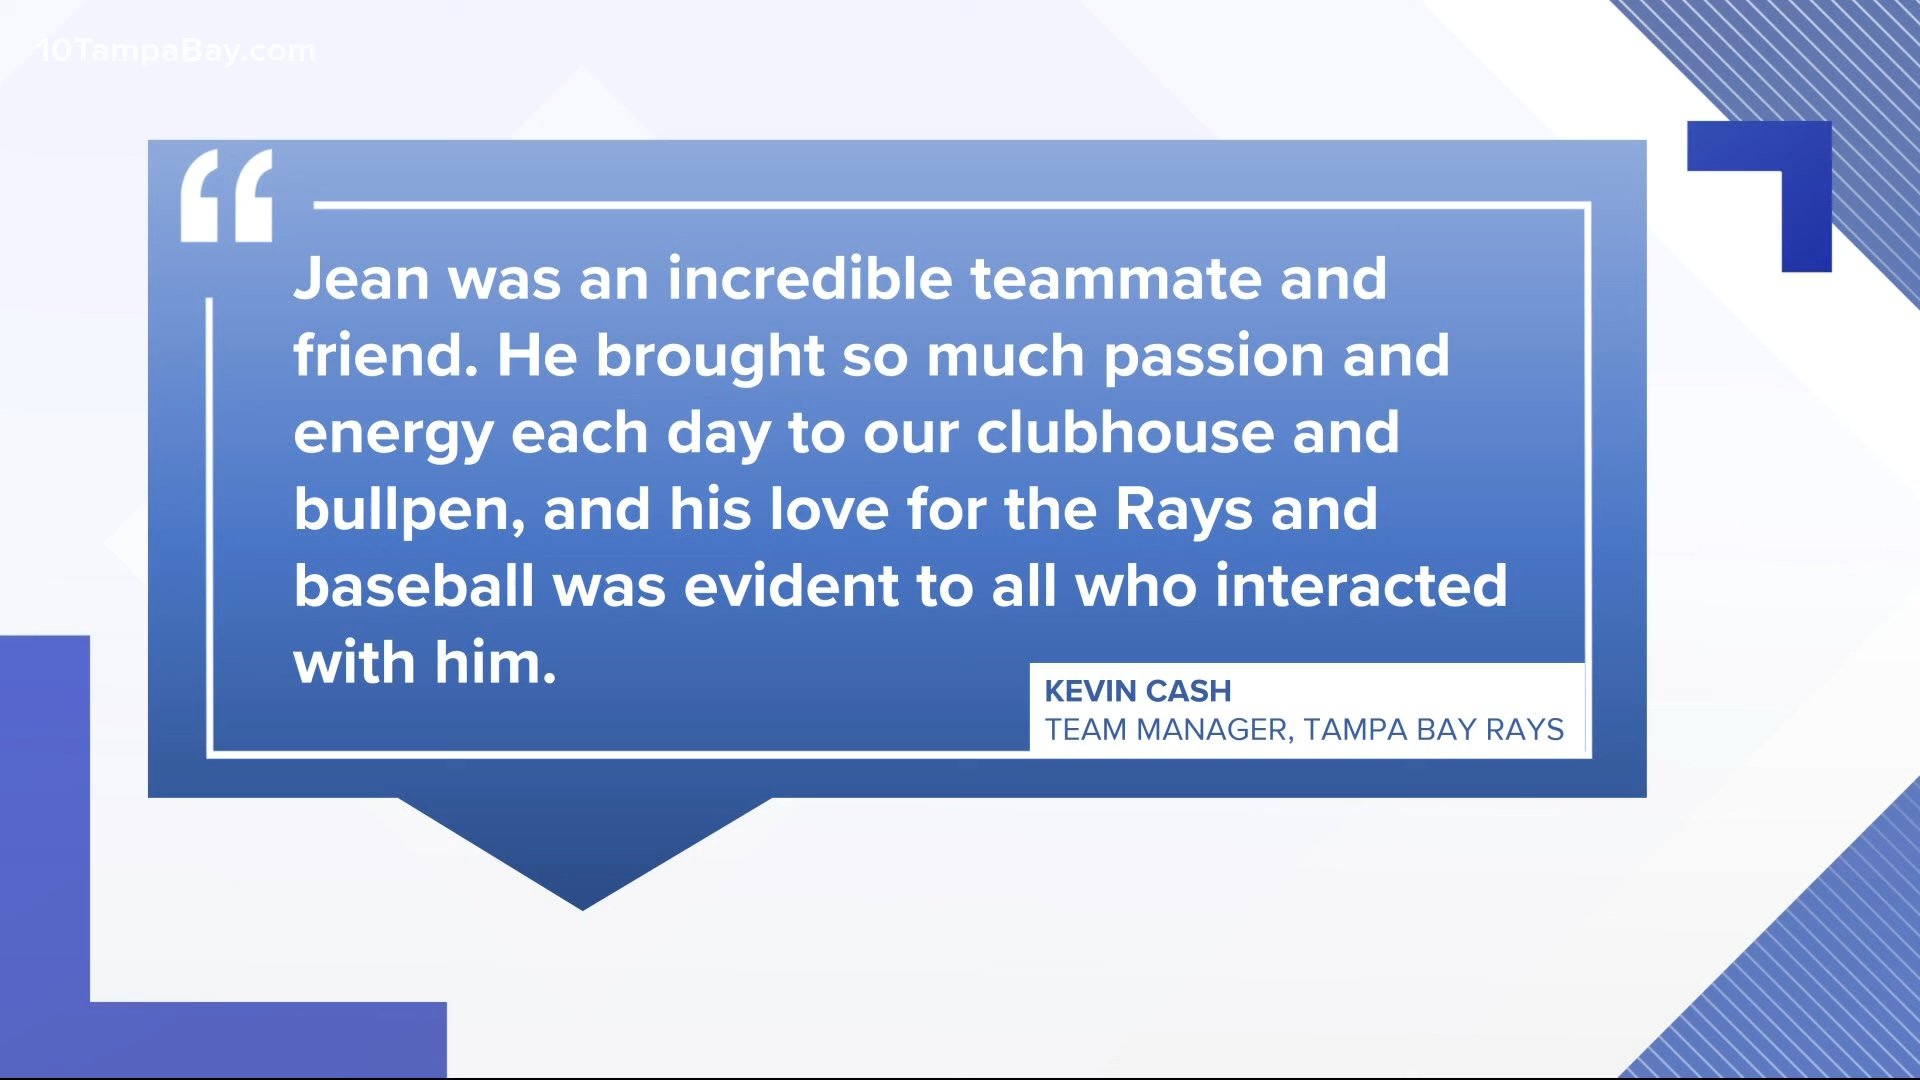 10TampaBay.com
“
Jean was an incredible teammate and
friend. He brought so much passion and
energy each day to our clubhouse and
bullpen, and his love for the Rays and
baseball was evident to all who interacted
with him.
KEVIN CASH
TEAM MANAGER, TAMPA BAY RAYS